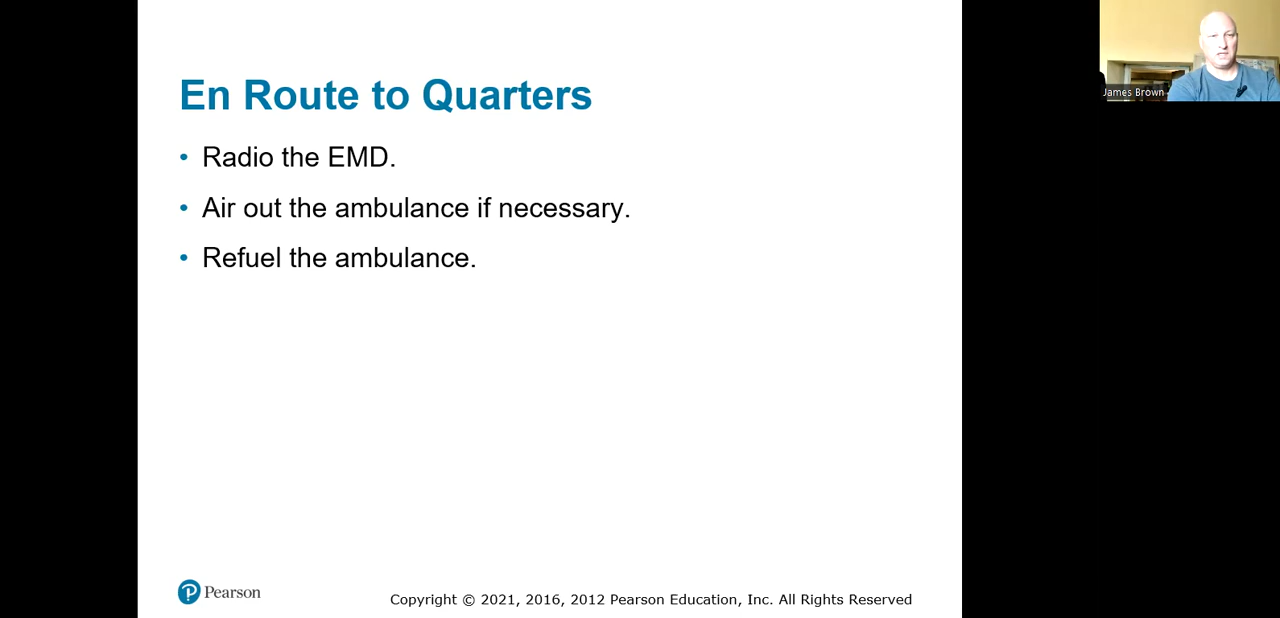 En Route to Quarters
• Radio the EMD.
• Air out the ambulance if necessary.
• Refuel the ambulance.
Pearson
Copyright © 2021, 2016, 2012 Pearson Education, Inc. All Rights Reserved
James Brown